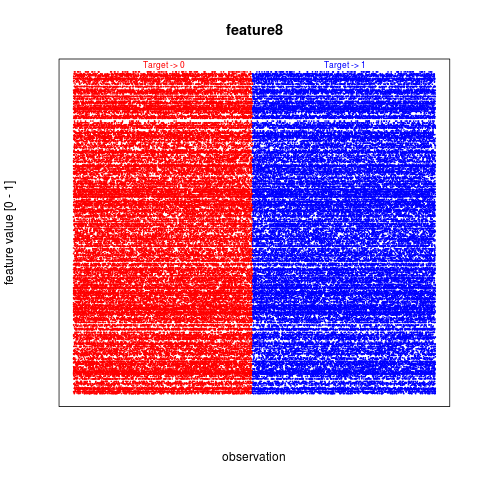 feature8
Target -> 0
Target -> 1
feature value [0 - 1]
observation